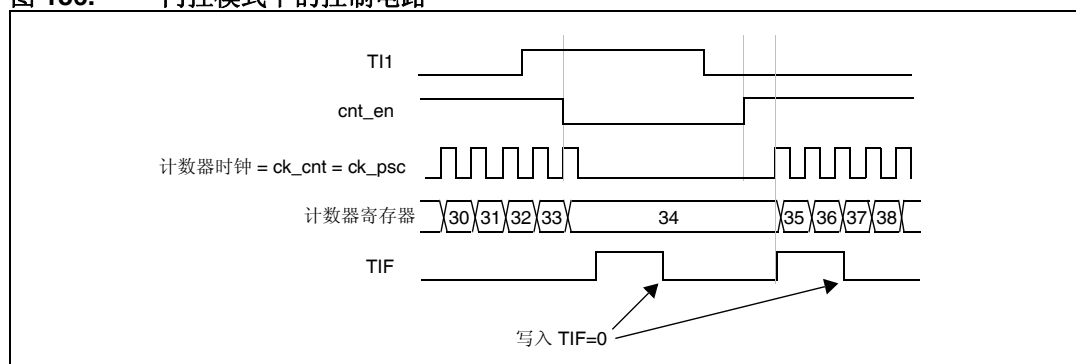 TI1
cnt_en
计数器时钟 = ck_cnt = ck_psc
计数器寄存器 30 31 32 33 34 35 36 37 38
TIF
写入 TIF=0